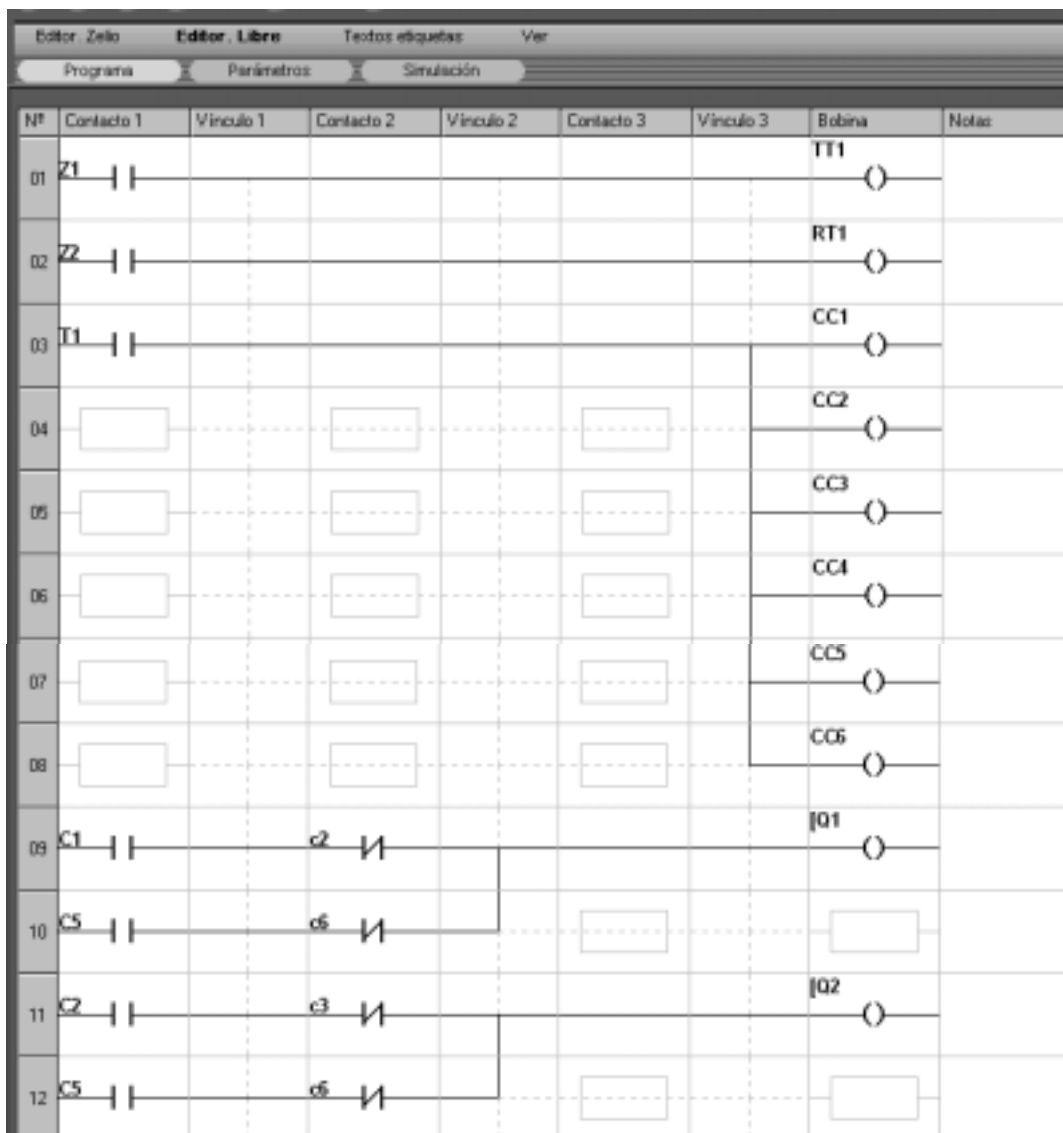 Editor. Zelio Editor. Libre Textos etiquetas Ver
Programa Parámetros Simulación
Nº Contacto 1 Vínculo 1 Contacto 2 Vínculo 2 Contacto 3 Vínculo 3 Bobina Notas
01 Z1 TT1
02 Z2 RT1
03 T1 CC1
04 CC2
05 CC3
06 CC4
07 CC5
08 CC6
09 C1 c2 [Q1
10 C5 c6
11 C2 c3 [Q2
12 C5 c6